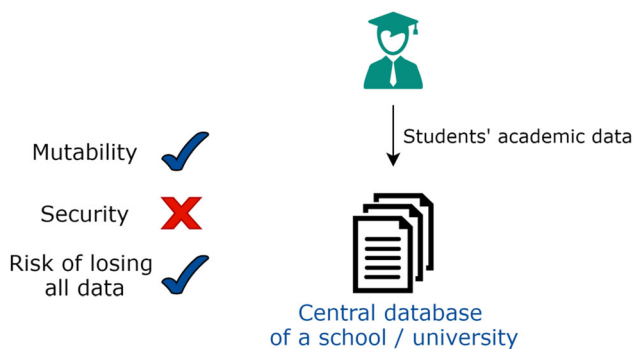 Students' academic data
Mutability
Security
Risk of losing
all data
Central database
of a school / university